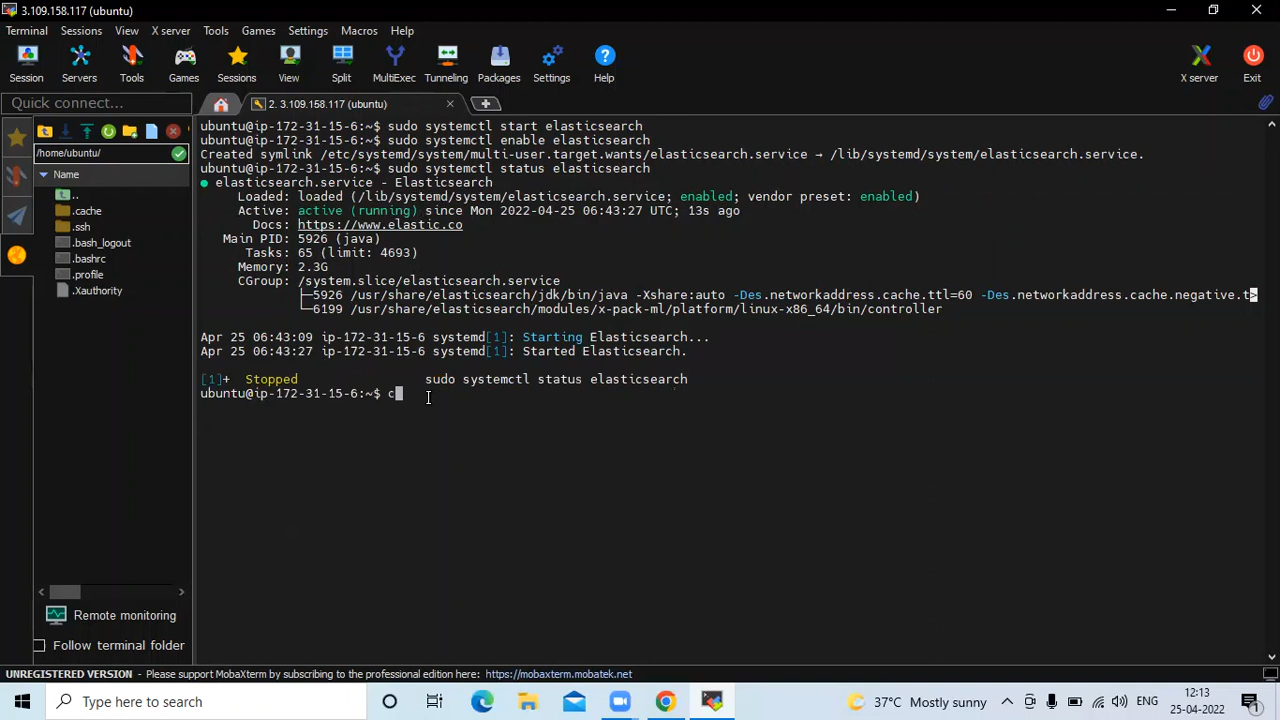 3.109.158.117 (ubuntu)
Terminal Sessions View X server Tools Games Settings Macros Help
Session Servers Tools Games Sessions View Split MultiExec Tunneling Packages Settings Help X server Exit
Quick connect...
2. 3.109.158.117 (ubuntu)
/home/ubuntu/
Name
..
.cache
.ssh
.bash_logout
.bashrc
.profile
.Xauthority
Remote monitoring
Follow terminal folder
ubuntu@ip-172-31-15-6:~$ sudo systemctl start elasticsearch
ubuntu@ip-172-31-15-6:~$ sudo systemctl enable elasticsearch
Created symlink /etc/systemd/system/multi-user.target.wants/elasticsearch.service → /lib/systemd/system/elasticsearch.service.
ubuntu@ip-172-31-15-6:~$ sudo systemctl status elasticsearch
● elasticsearch.service - Elasticsearch
Loaded: loaded (/lib/systemd/system/elasticsearch.service; enabled; vendor preset: enabled)
Active: active (running) since Mon 2022-04-25 06:43:27 UTC; 13s ago
Docs: https://www.elastic.co
Main PID: 5926 (java)
Tasks: 65 (limit: 4693)
Memory: 2.3G
CGroup: /system.slice/elasticsearch.service
├─5926 /usr/share/elasticsearch/jdk/bin/java -Xshare:auto -Des.networkaddress.cache.ttl=60 -Des.networkaddress.cache.negative.t>
└─6199 /usr/share/elasticsearch/modules/x-pack-ml/platform/linux-x86_64/bin/controller
Apr 25 06:43:09 ip-172-31-15-6 systemd[1]: Starting Elasticsearch...
Apr 25 06:43:27 ip-172-31-15-6 systemd[1]: Started Elasticsearch.
[1]+ Stopped sudo systemctl status elasticsearch
ubuntu@ip-172-31-15-6:~$ c
UNREGISTERED VERSION - Please support MobaXterm by subscribing to the professional edition here: https://mobaxterm.mobatek.net
Type here to search
37°C Mostly sunny
ENG
12:13
25-04-2022
1